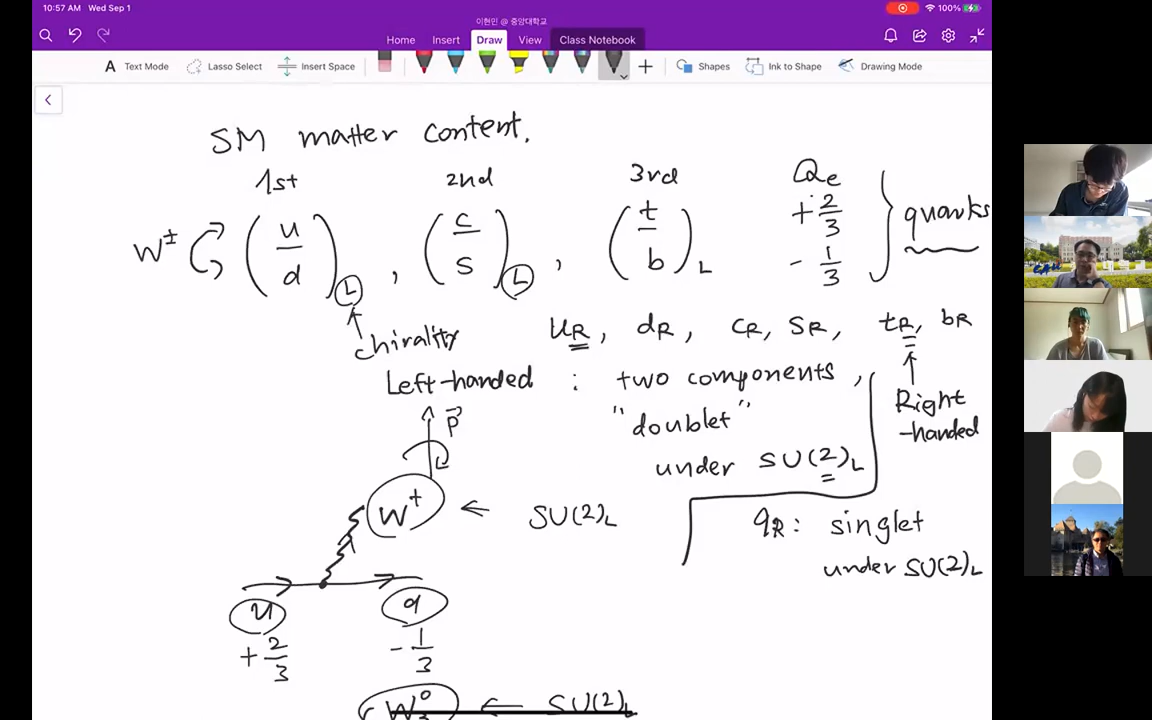 10:57 AM Wed Sep 1
100%
이현민 @ 중앙대학교
Home Insert Draw View Class Notebook
Text Mode Lasso Select Insert Space Shapes Ink to Shape Drawing Mode
SM matter content.
1st 2nd 3rd Qe
W± (u d)L , (c s)L , (t b)L +2/3 -1/3 } quarks
chirality
uR, dR, cR, sR, tR, bR
Left-handed : two components,
"doublet"
under SU(2)L
Right
-handed
p⃗
W+ ← SU(2)L
qR: singlet
under SU(2)L
u q
+2/3 -1/3
← SU(2)L